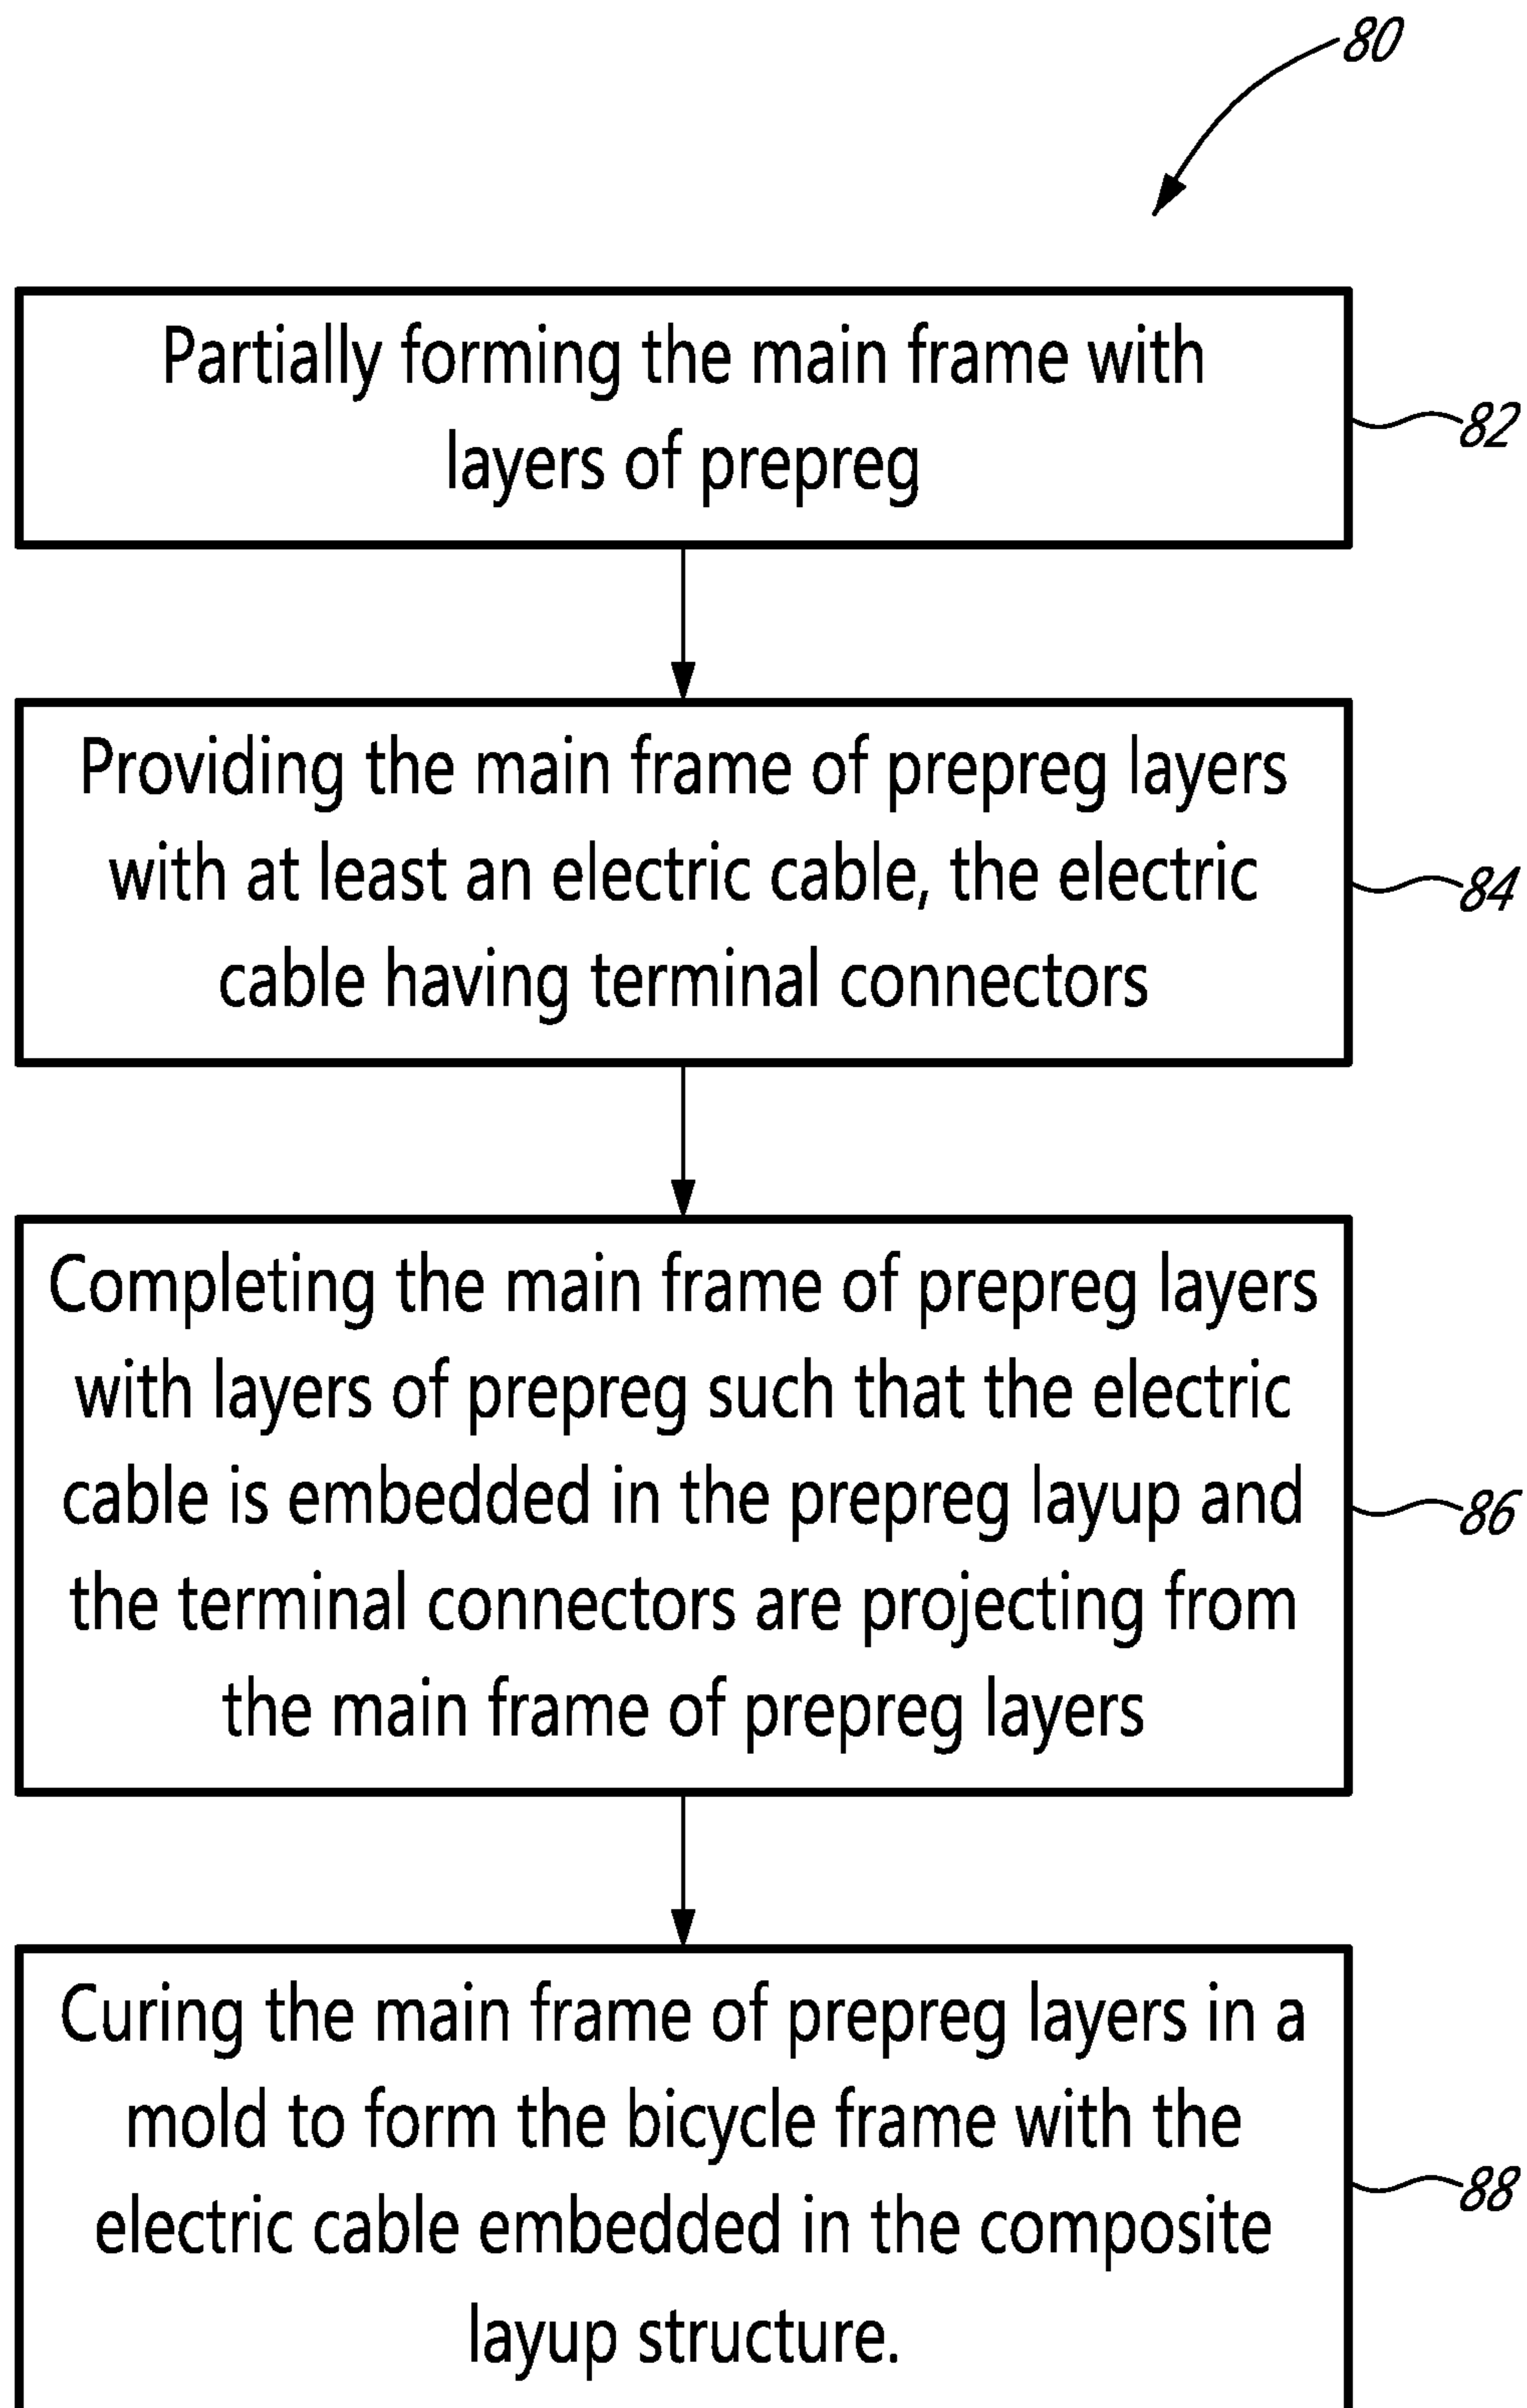 80
Partially forming the main frame with
layers of prepreg
82
Providing the main frame of prepreg layers
with at least an electric cable, the electric
cable having terminal connectors
84
Completing the main frame of prepreg layers
with layers of prepreg such that the electric
cable is embedded in the prepreg layup and
the terminal connectors are projecting from
the main frame of prepreg layers
86
Curing the main frame of prepreg layers in a
mold to form the bicycle frame with the
electric cable embedded in the composite
layup structure.
88